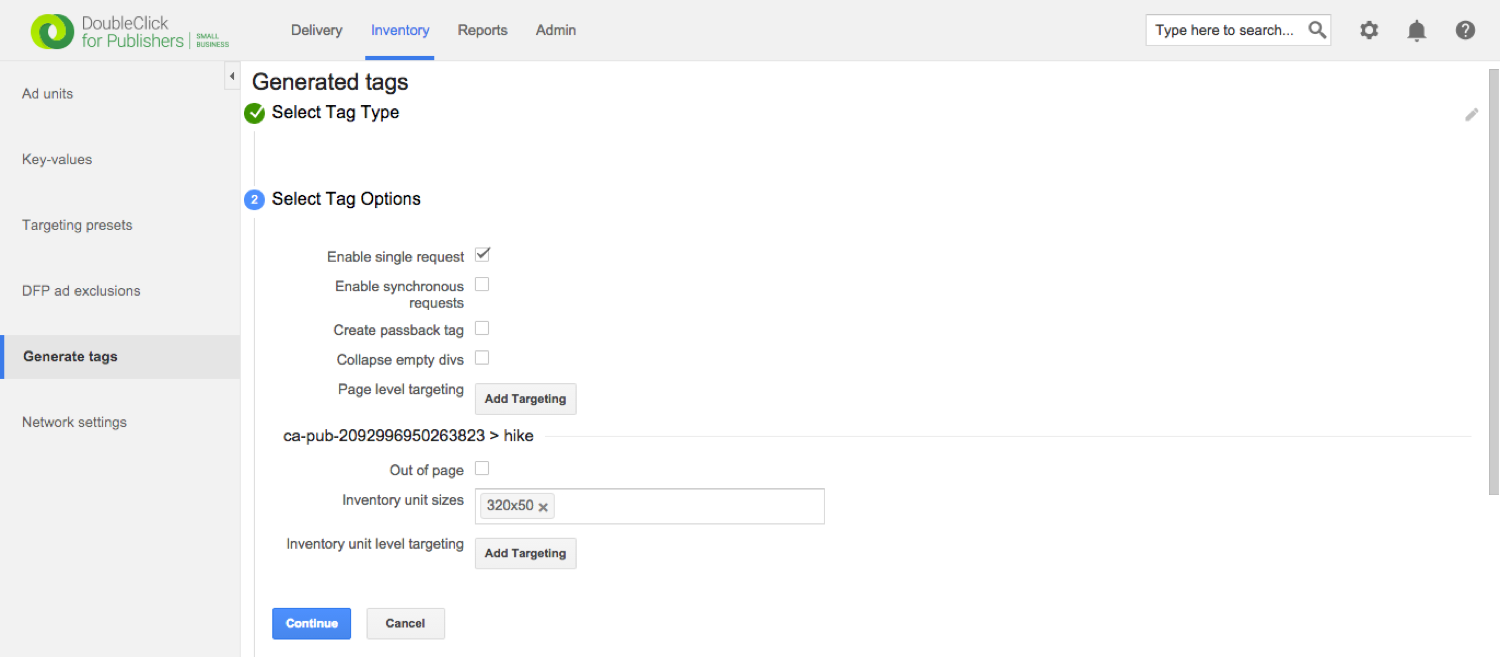 DoubleClick
for Publishers
SMALL
BUSINESS
Delivery
Inventory
Reports
Admin
Type here to search...
Ad units
Key-values
Targeting presets
DFP ad exclusions
Generate tags
Network settings
Generated tags
Select Tag Type
2 Select Tag Options
Enable single request
Enable synchronous
requests
Create passback tag
Collapse empty divs
Page level targeting
Add Targeting
ca-pub-2092996950263823 > hike
Out of page
Inventory unit sizes
320x50
Inventory unit level targeting
Add Targeting
Continue
Cancel